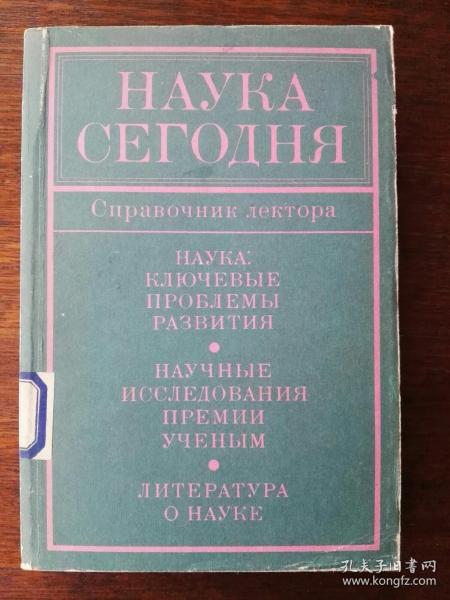 НАУКА
СЕГОДНЯ
Справочник лектора
НАУКА:
КЛЮЧЕВЫЕ
ПРОБЛЕМЫ
РАЗВИТИЯ
•
НАУЧНЫЕ
ИССЛЕДОВАНИЯ
ПРЕМИИ
УЧЕНЫМ
•
ЛИТЕРАТУРА
О НАУКЕ
孔夫子旧书网
www.kongfz.com